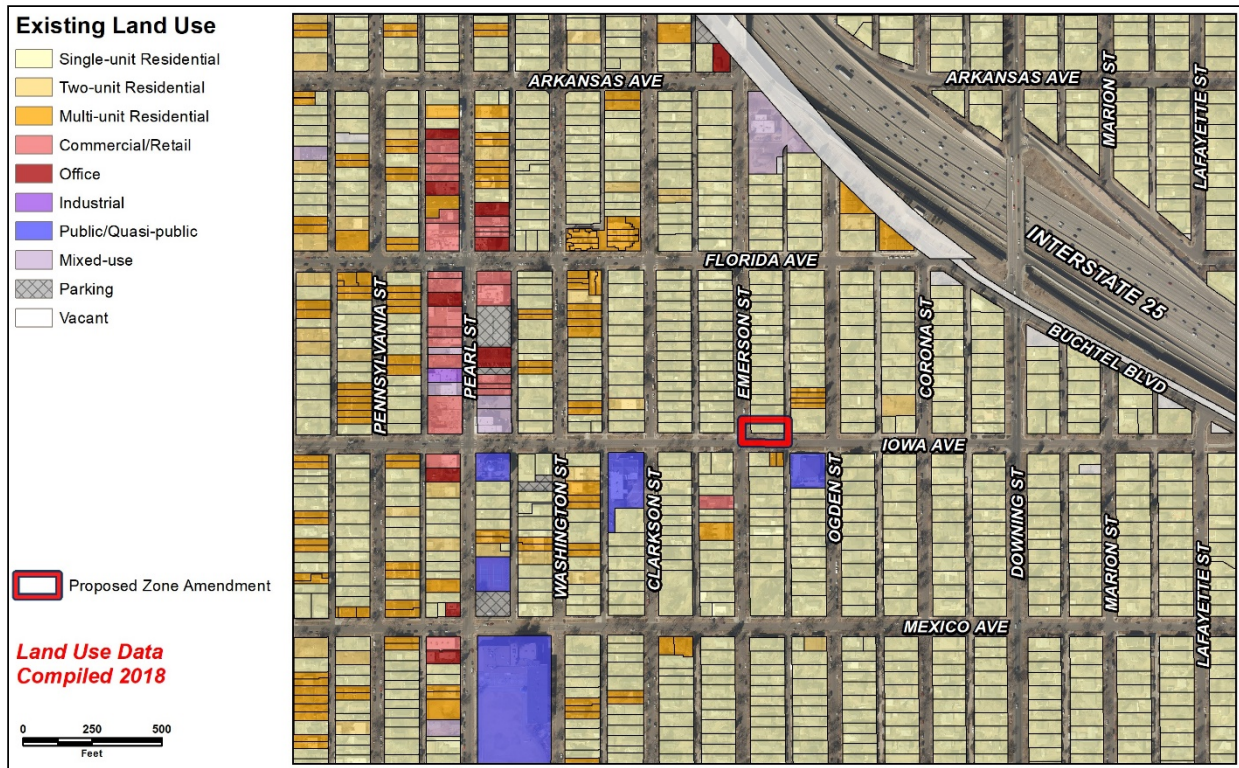 Existing Land Use
Single-unit Residential
Two-unit Residential
Multi-unit Residential
Commercial/Retail
Office
Industrial
Public/Quasi-public
Mixed-use
Parking
Vacant
Proposed Zone Amendment
Land Use Data
Compiled 2018
0 250 500
Feet
ARKANSAS AVE
ARKANSAS AVE
MARION ST
LAFAYETTE ST
INTERSTATE 25
FLORIDA AVE
PENNSYLVANIA ST
PEARL ST
EMERSON ST
CORONA ST
BUCHTEL BLVD
IOWA AVE
WASHINGTON ST
CLARKSON ST
OGDEN ST
DOWNING ST
MARION ST
LAFAYETTE ST
MEXICO AVE